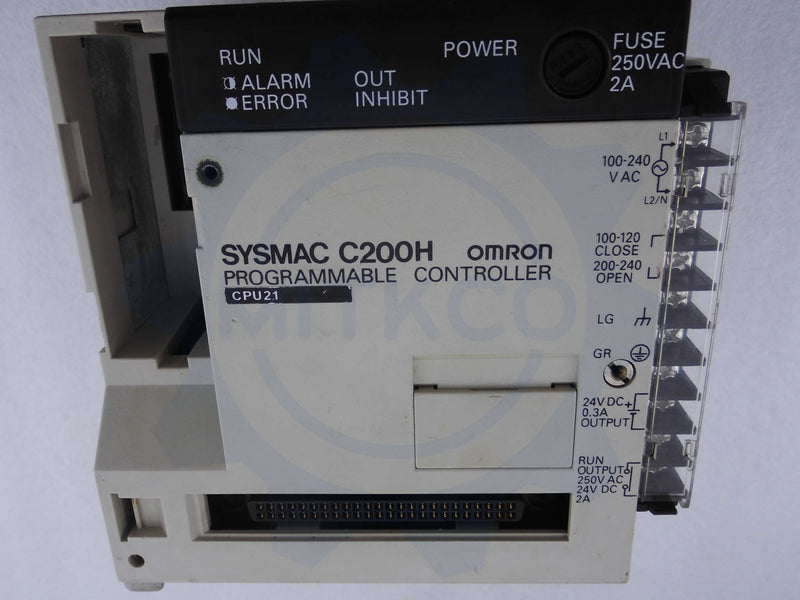 RUN
POWER
FUSE
250VAC
2A
ALARM
ERROR
OUT
INHIBIT
L1
100-240
V AC
L2/N
SYSMAC C200H omron
PROGRAMMABLE CONTROLLER
CPU21
100-120
CLOSE
200-240
OPEN
LG
GR
MITKCO
24V DC +
0.3A -
OUTPUT
RUN
OUTPUT
250V AC
24V DC
2A